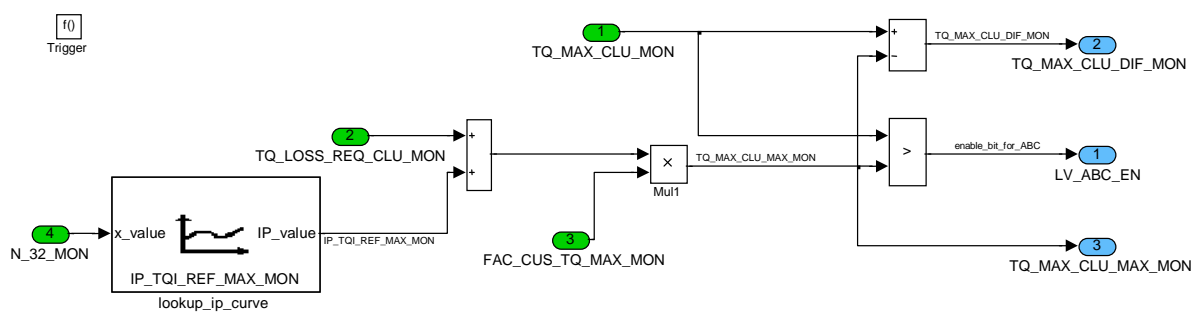 f()
Trigger
1
TQ_MAX_CLU_MON
+
−
TQ_MAX_CLU_DIF_MON
2
TQ_MAX_CLU_DIF_MON
2
TQ_LOSS_REQ_CLU_MON
+
+
×
Mul1
TQ_MAX_CLU_MAX_MON
>
enable_bit_for_ABC
1
LV_ABC_EN
4
N_32_MON
x_value
IP_value
IP_TQI_REF_MAX_MON
lookup_ip_curve
IP_TQI_REF_MAX_MON
3
FAC_CUS_TQ_MAX_MON
3
TQ_MAX_CLU_MAX_MON